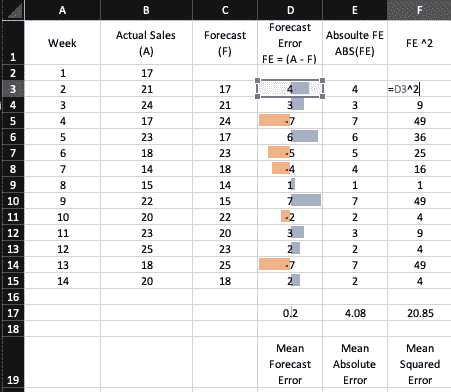 A B C D E F
1 Week Actual Sales (A) Forecast (F) Forecast Error FE = (A - F) Absoulte FE ABS(FE) FE ^2
2 1 17
3 2 21 17 4 4 =D3^2
4 3 24 21 3 3 9
5 4 17 24 -7 7 49
6 5 23 17 6 6 36
7 6 18 23 -5 5 25
8 7 14 18 -4 4 16
9 8 15 14 1 1 1
10 9 22 15 7 7 49
11 10 20 22 -2 2 4
12 11 23 20 3 3 9
13 12 25 23 2 2 4
14 13 18 25 -7 7 49
15 14 20 18 2 2 4
16
17 0.2 4.08 20.85
18
19 Mean Forecast Error Mean Absolute Error Mean Squared Error